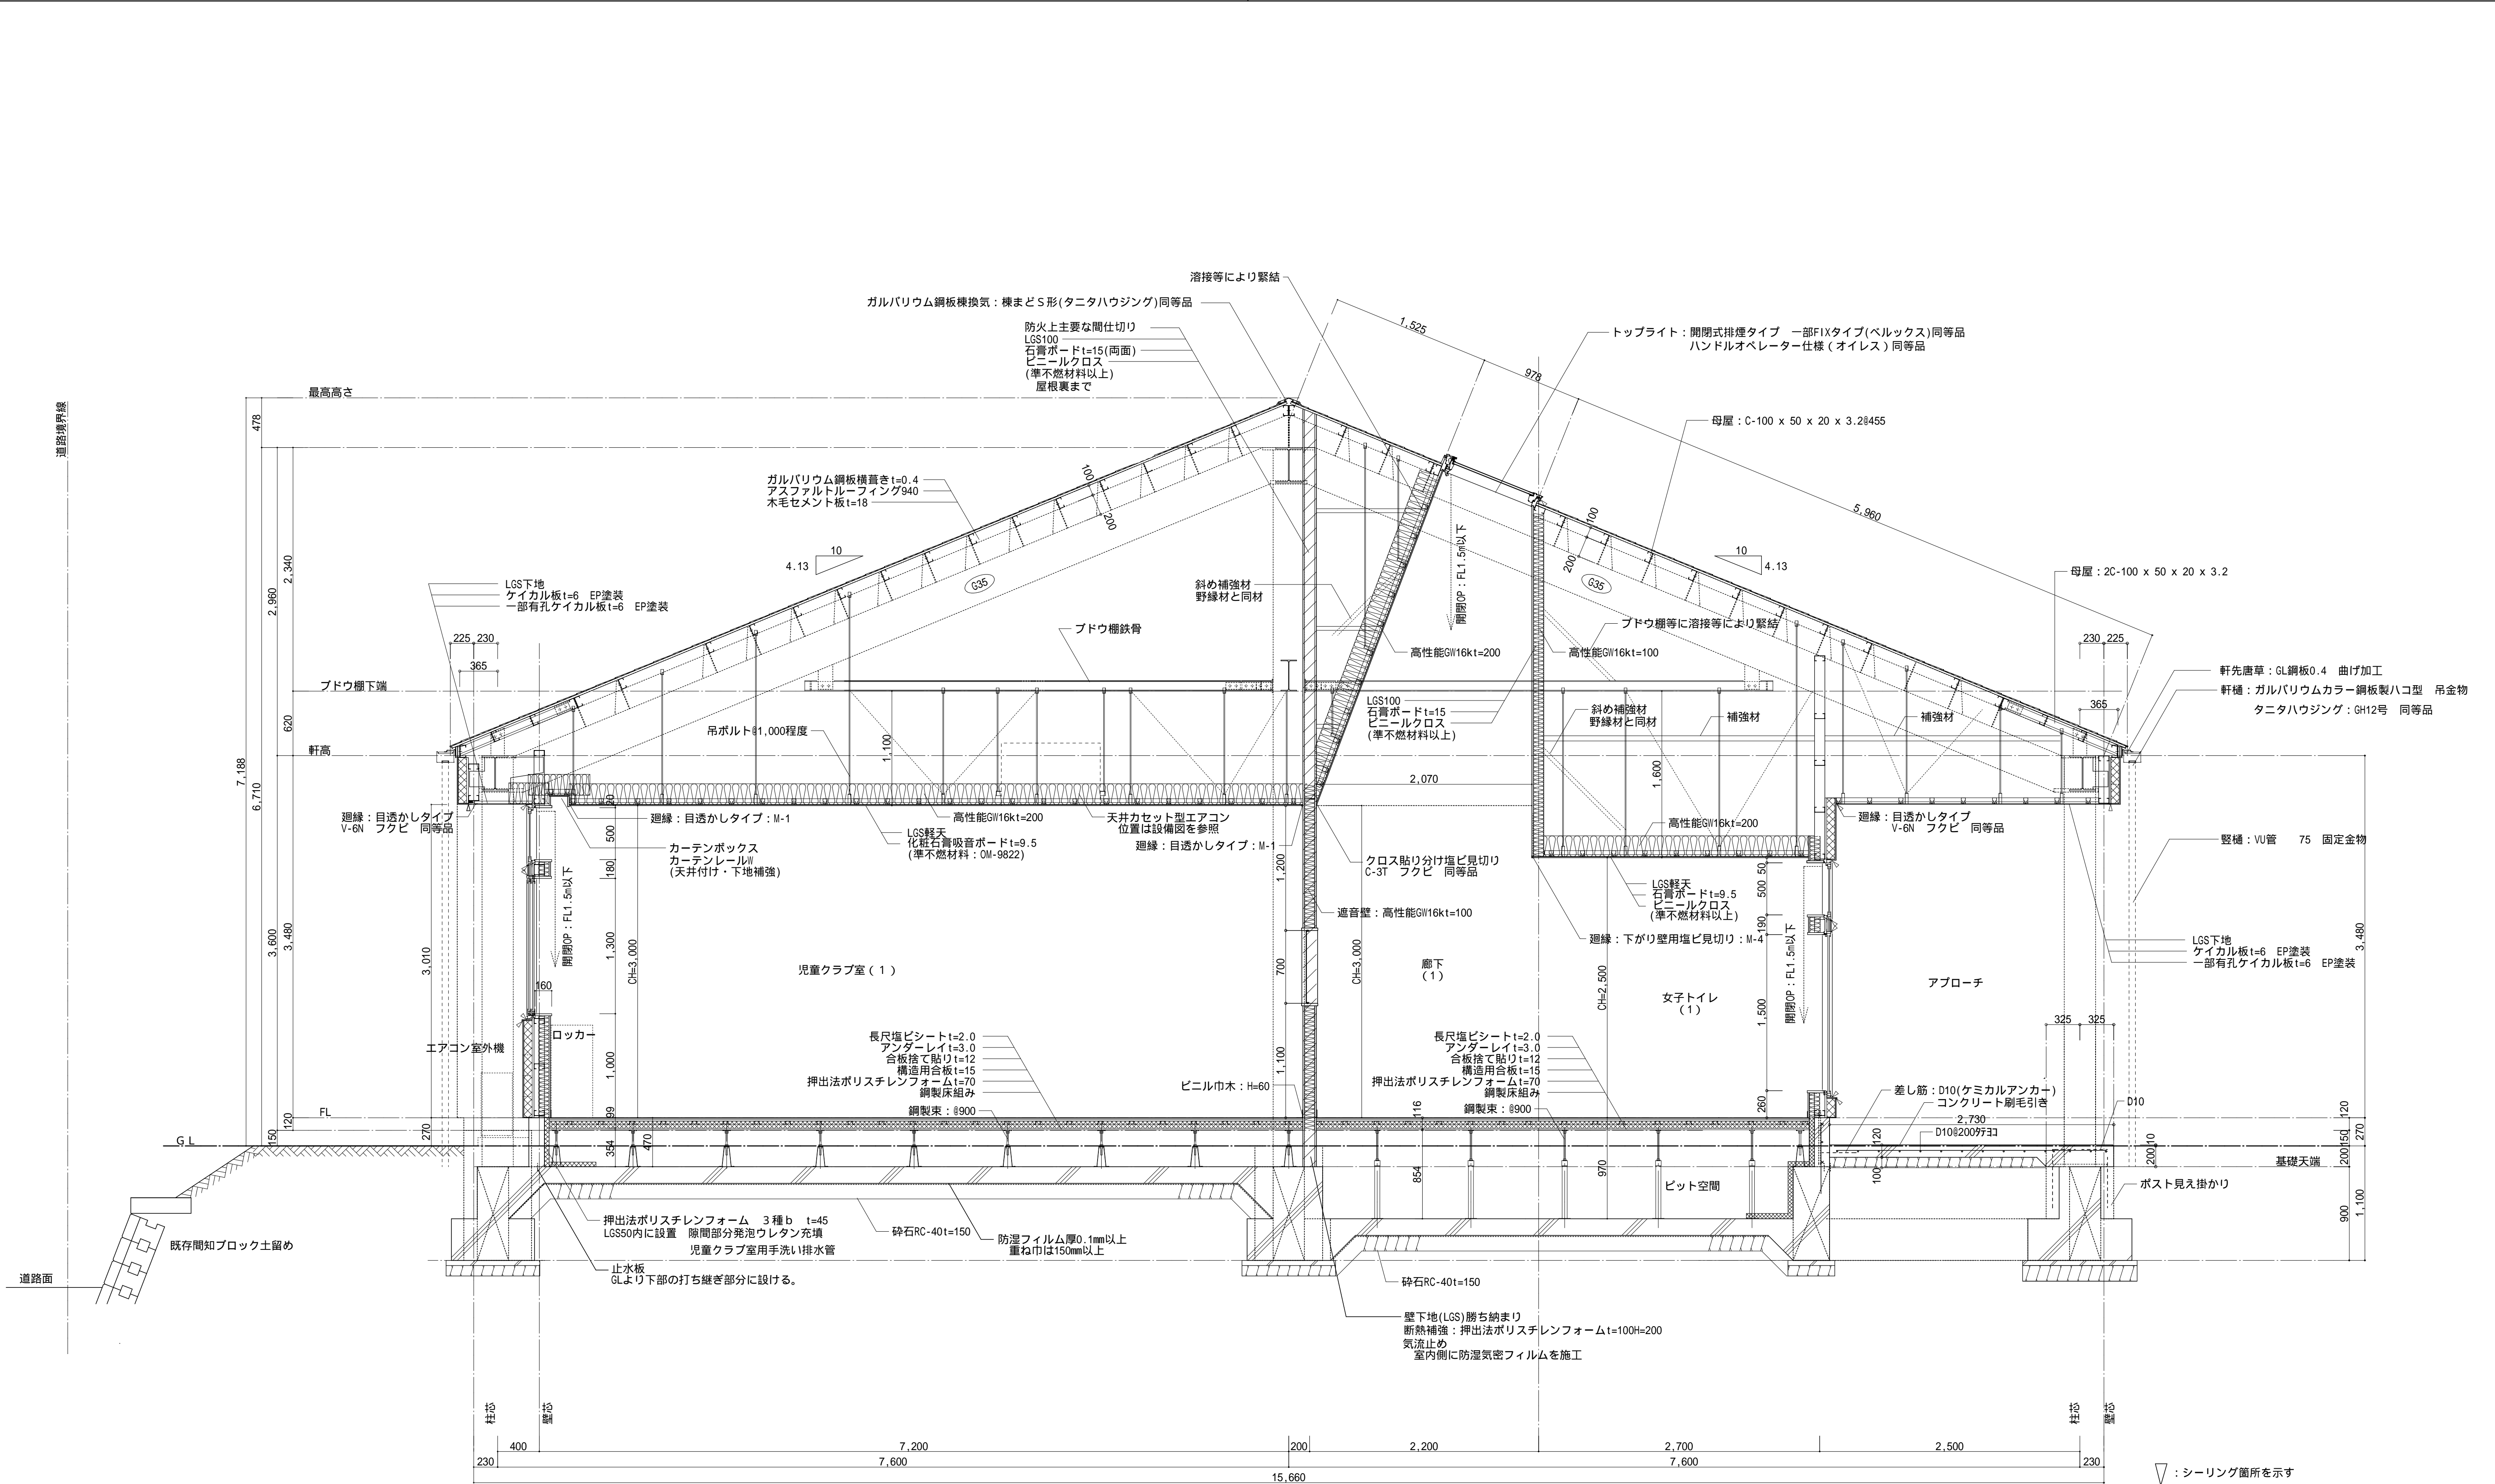 溶接等により緊結
ガルバリウム鋼板棟換気：棟まどＳ形(タニタハウジング)同等品
防火上主要な間仕切り
LGS100
石膏ボードt=15(両面)
ビニールクロス
(準不燃材料以上)
屋根裏まで
1,525
978
5,960
トップライト：開閉式排煙タイプ　一部FIXタイプ(ベルックス)同等品
ハンドルオペレーター仕様（オイレス）同等品
母屋：C-100 x 50 x 20 x 3.2@455
母屋：2C-100 x 50 x 20 x 3.2
道路境界線
最高高さ
478
7,188
6,710
2,960
2,340
620
3,600
3,480
120
150
ガルバリウム鋼板横葺きt=0.4
アスファルトルーフィング940
木毛セメント板t=18
100
200
10
4.13
G35
LGS下地
ケイカル板t=6　EP塗装
一部有孔ケイカル板t=6　EP塗装
225
230
365
ブドウ棚下端
軒高
ブドウ棚鉄骨
斜め補強材
野縁材と同材
開閉OP：FL1.5m以下
高性能GW16kt=200
100
200
G35
10
4.13
ブドウ棚等に溶接等により緊結
高性能GW16kt=100
LGS100
石膏ボードt=15
ビニールクロス
(準不燃材料以上)
斜め補強材
野縁材と同材
補強材
補強材
230
225
365
軒先唐草：GL鋼板0.4　曲げ加工
軒樋：ガルバリウムカラー鋼板製ハコ型　吊金物
タニタハウジング：GH12号　同等品
吊ボルト@1,000程度
1,100
2,070
1,600
廻縁：目透かしタイプ
V-6N　フクビ　同等品
廻縁：目透かしタイプ：M-1
カーテンボックス
カーテンレールW
(天井付け・下地補強)
高性能GW16kt=200
LGS軽天
化粧石膏吸音ボードt=9.5
(準不燃材料：OM-9822)
天井カセット型エアコン
位置は設備図を参照
廻縁：目透かしタイプ：M-1
クロス貼り分け塩ビ見切り
C-3T　フクビ　同等品
遮音壁：高性能GW16kt=100
高性能GW16kt=200
LGS軽天
石膏ボードt=9.5
ビニールクロス
(準不燃材料以上)
廻縁：下がり壁用塩ビ見切り：M-4
廻縁：目透かしタイプ
V-6N　フクビ　同等品
竪樋：VU管　　75　固定金物
LGS下地
ケイカル板t=6　EP塗装
一部有孔ケイカル板t=6　EP塗装
3,010
270
20
500
180
1,300
1,000
99
354
470
160
開閉OP：FL1.5m以下
CH=3,000
児童クラブ室（１）
1,200
700
1,100
CH=3,000
廊下
（1）
CH=2,500
女子トイレ
（1）
50
500
190
1,500
260
開閉OP：FL1.5m以下
アプローチ
325
325
3,480
エアコン室外機
ロッカー
長尺塩ビシートt=2.0
アンダーレイt=3.0
合板捨て貼りt=12
構造用合板t=15
押出法ポリスチレンフォームt=70
鋼製床組み
鋼製束：@900
ビニル巾木：H=60
長尺塩ビシートt=2.0
アンダーレイt=3.0
合板捨て貼りt=12
構造用合板t=15
押出法ポリスチレンフォームt=70
鋼製床組み
鋼製束：@900
116
854
970
差し筋：D10(ケミカルアンカー)
コンクリート刷毛引き
2,730
D10@200ﾀﾃﾖｺ
D10
120
100
10
200
120
150
270
200
900
1,100
FL
GL
基礎天端
ピット空間
ポスト見え掛かり
押出法ポリスチレンフォーム　３種ｂ　t=45
LGS50内に設置　隙間部分発泡ウレタン充填
児童クラブ室用手洗い排水管
止水板
GLより下部の打ち継ぎ部分に設ける。
砕石RC-40t=150
防湿フィルム厚0.1mm以上
重ね巾は150mm以上
砕石RC-40t=150
既存間知ブロック土留め
道路面
壁下地(LGS)勝ち納まり
断熱補強：押出法ポリスチレンフォームt=100H=200
気流止め
室内側に防湿気密フィルムを施工
柱芯
壁芯
柱芯
壁芯
400
7,200
200
2,200
2,700
2,500
230
7,600
7,600
230
15,660
：シーリング箇所を示す